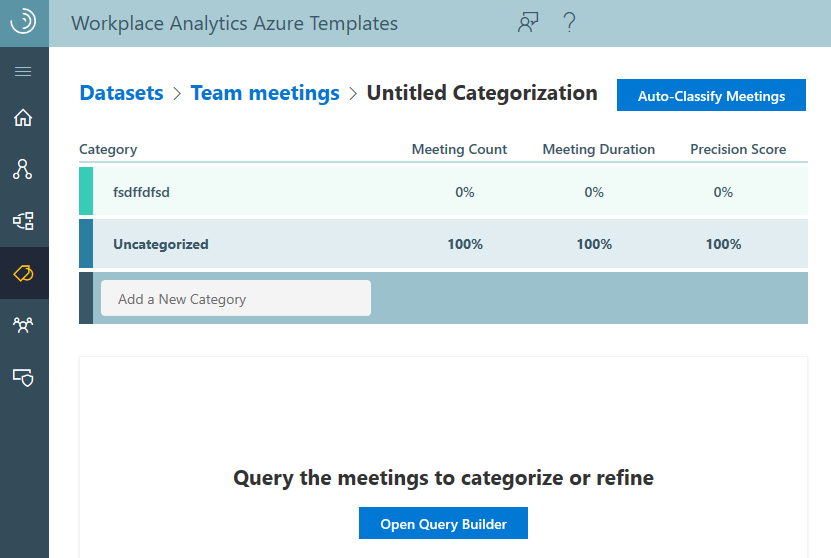 Workplace Analytics Azure Templates ?
Datasets > Team meetings > Untitled Categorization Auto-Classify Meetings
Category Meeting Count Meeting Duration Precision Score
fsdffdfsd 0% 0% 0%
Uncategorized 100% 100% 100%
Add a New Category
Query the meetings to categorize or refine
Open Query Builder